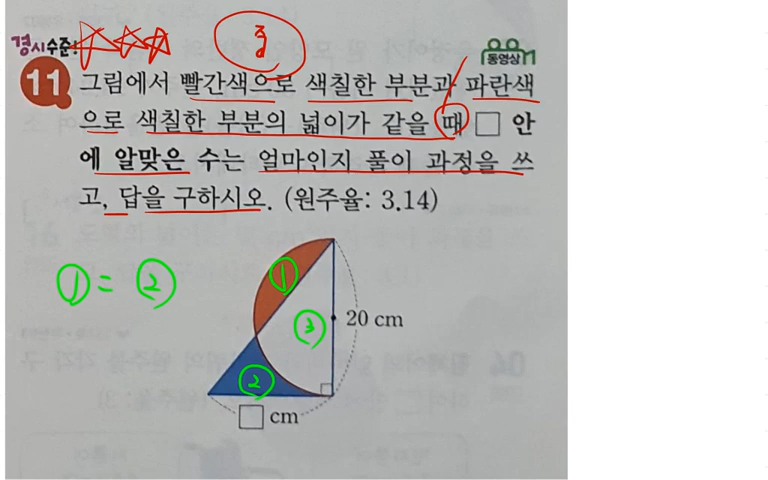 경시수준!
3
동영상
11 그림에서 빨간색으로 색칠한 부분과 파란색
으로 색칠한 부분의 넓이가 같을 때 □ 안
에 알맞은 수는 얼마인지 풀이 과정을 쓰
고, 답을 구하시오. (원주율: 3.14)
① = ②
①
③ 20 cm
②
□ cm